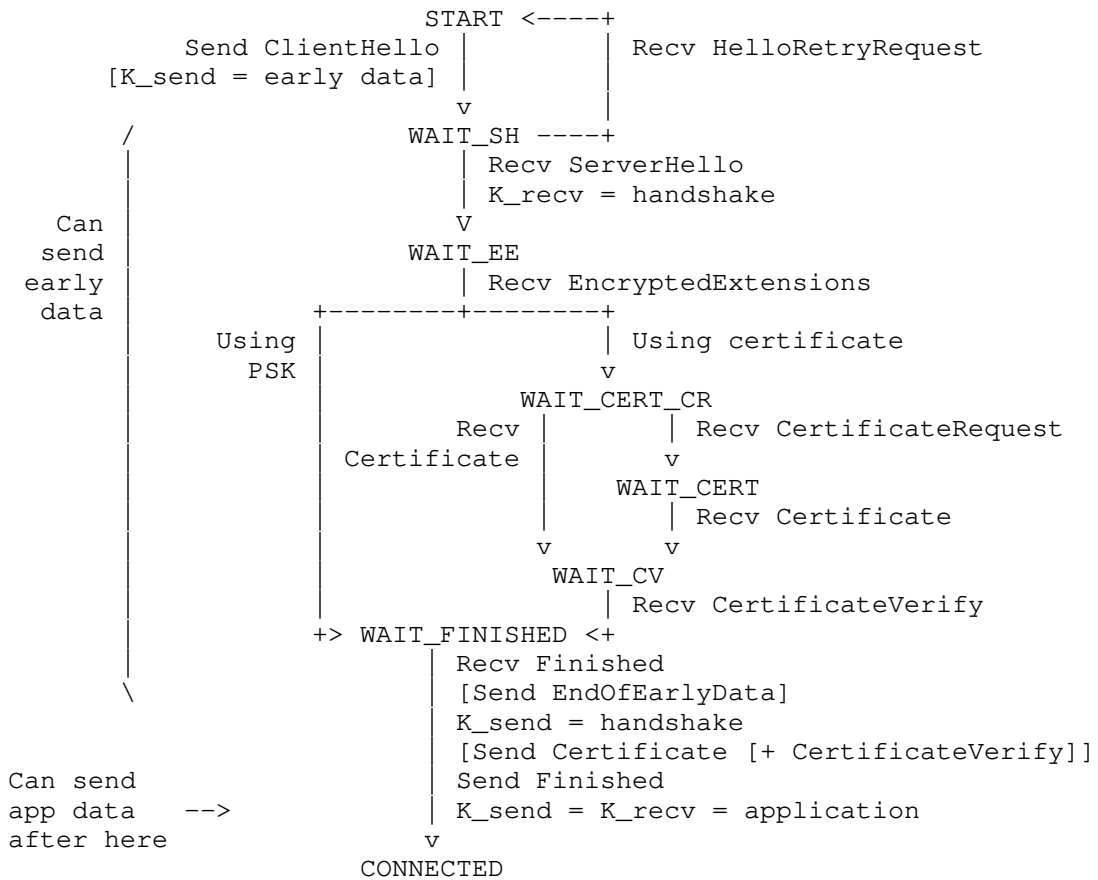 START <----+
Send ClientHello | | Recv HelloRetryRequest
[K_send = early data] | |
v |
/ WAIT_SH ----+
| | Recv ServerHello
| | K_recv = handshake
Can | V
send | WAIT_EE
early | | Recv EncryptedExtensions
data | +--------+--------+
| Using | | Using certificate
| PSK | v
| | WAIT_CERT_CR
| | Recv | | Recv CertificateRequest
| | Certificate | v
| | | WAIT_CERT
| | | | Recv Certificate
| | v v
| | WAIT_CV
| | | Recv CertificateVerify
| +> WAIT_FINISHED <+
| | Recv Finished
\ | [Send EndOfEarlyData]
| K_send = handshake
| [Send Certificate [+ CertificateVerify]]
Can send | Send Finished
app data --> | K_send = K_recv = application
after here v
CONNECTED